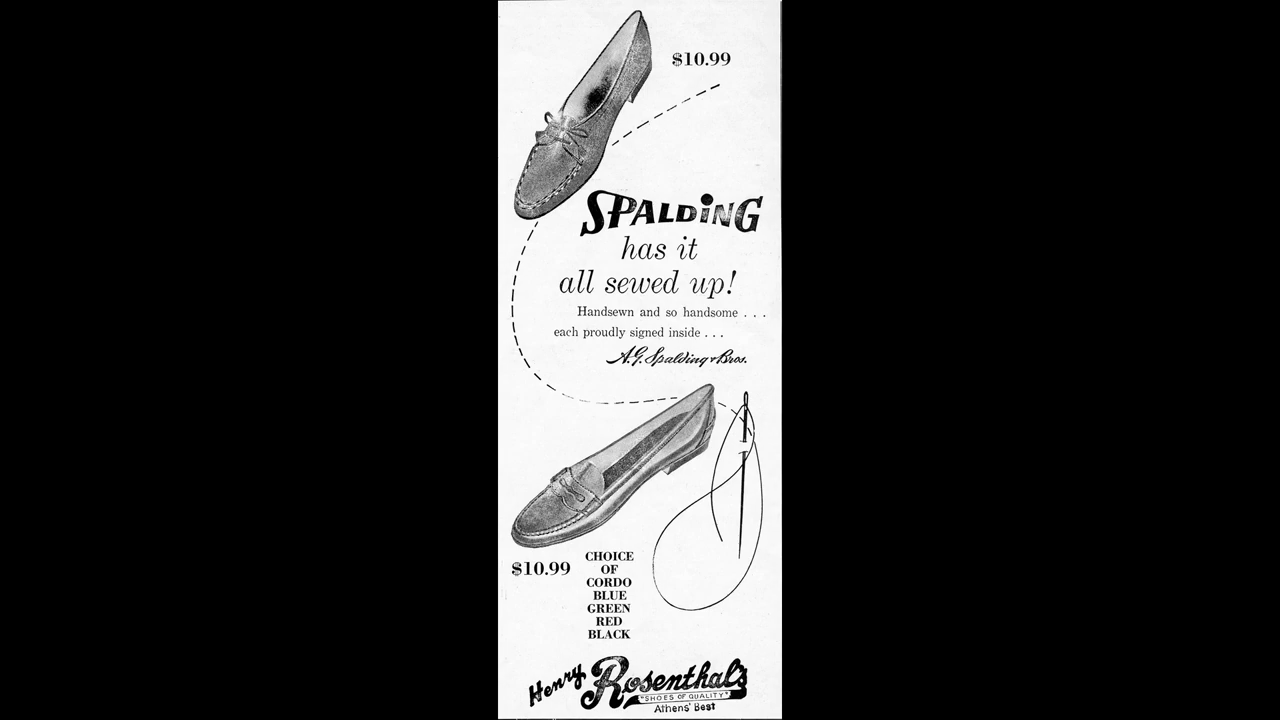 $10.99
SPALDING
has it
all sewed up!
Handsewn and so handsome . . .
each proudly signed inside . . .
A.G. Spalding & Bros.
$10.99
CHOICE
OF
CORDO
BLUE
GREEN
RED
BLACK
Henry Rosenthal's
"SHOES OF QUALITY"
Athens' Best